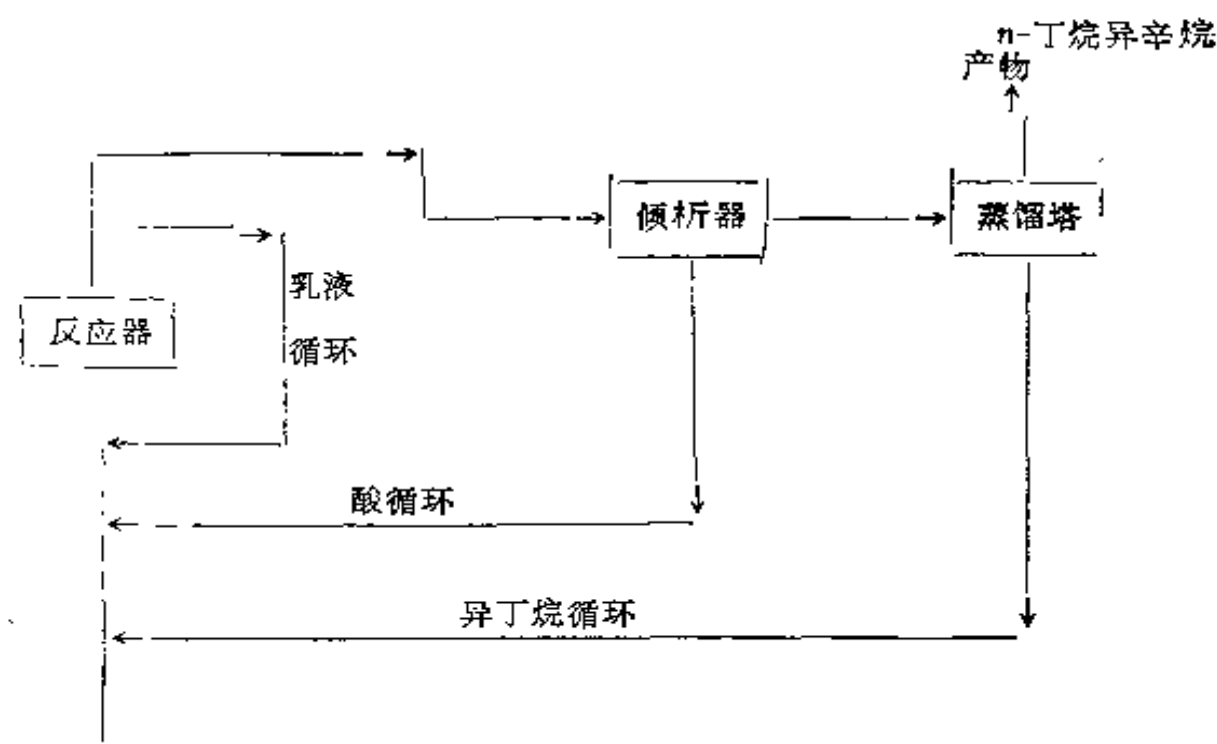 n-丁烷异辛烷
产物
倾析器
蒸馏塔
乳液
反应器
循环
酸循环
异丁烷循环